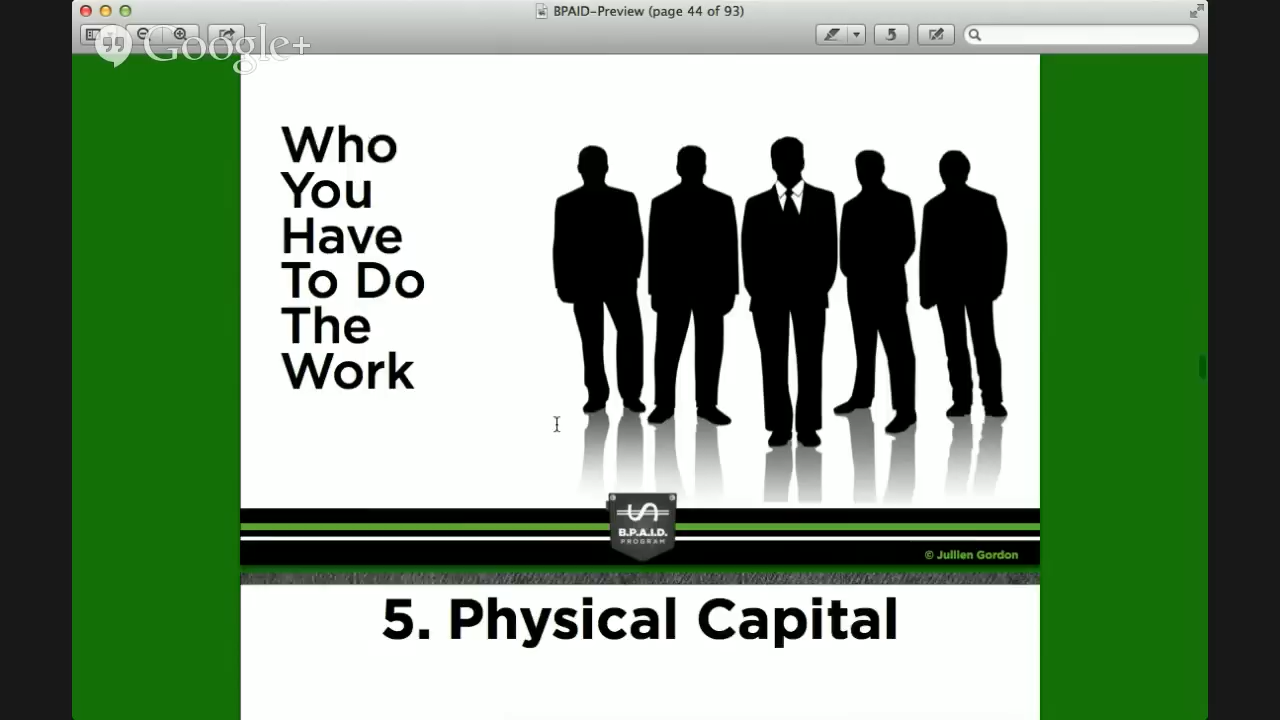 BPAID-Preview (page 44 of 93)
Google+
Who
You
Have
To Do
The
Work
B.P.A.I.D.
PROGRAM
© Jullien Gordon
5. Physical Capital